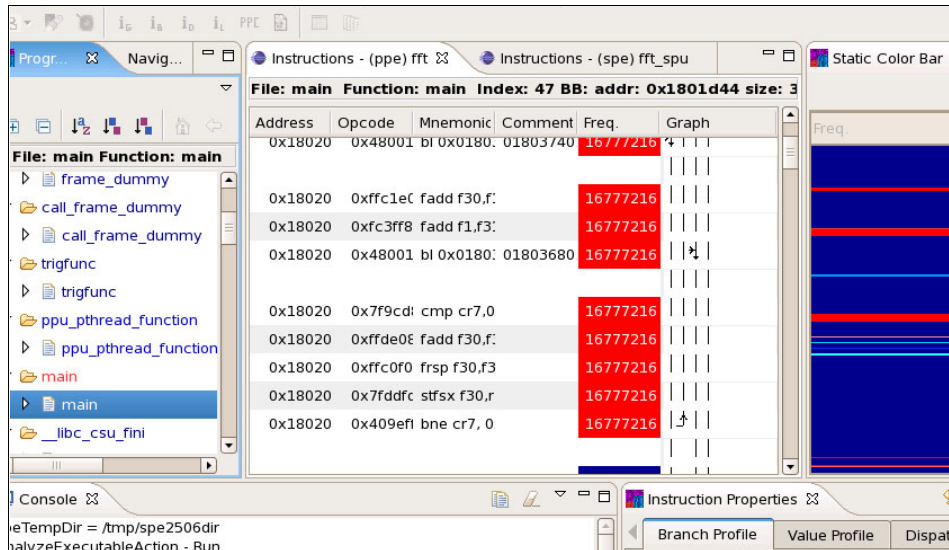 PPC
Progr...
Navig...
File: main Function: main
frame_dummy
call_frame_dummy
call_frame_dummy
trigfunc
trigfunc
ppu_pthread_function
ppu_pthread_function
main
main
__libc_csu_fini
Instructions - (ppe) fft
Instructions - (spe) fft_spu
File: main Function: main Index: 47 BB: addr: 0x1801d44 size: 3
Address Opcode Mnemonic Comment Freq. Graph
0x18020 0x48001 bl 0x0180. 01803740 16777216
0x18020 0xffc1e0 fadd f30,f. 16777216
0x18020 0xfc3ff8 fadd f1,f3 16777216
0x18020 0x48001 bl 0x0180. 01803680 16777216
0x18020 0x7f9cd cmp cr7,0 16777216
0x18020 0xffde08 fadd f30,f. 16777216
0x18020 0xffc0f0 frsp f30,f3 16777216
0x18020 0x7fddfc stfsx f30,r 16777216
0x18020 0x409ef bne cr7, 0 16777216
Static Color Bar
Freq.
Console
eTempDir = /tmp/spe2506dir
nalyzeExecutableAction - Run
Instruction Properties
Branch Profile
Value Profile
Dispat